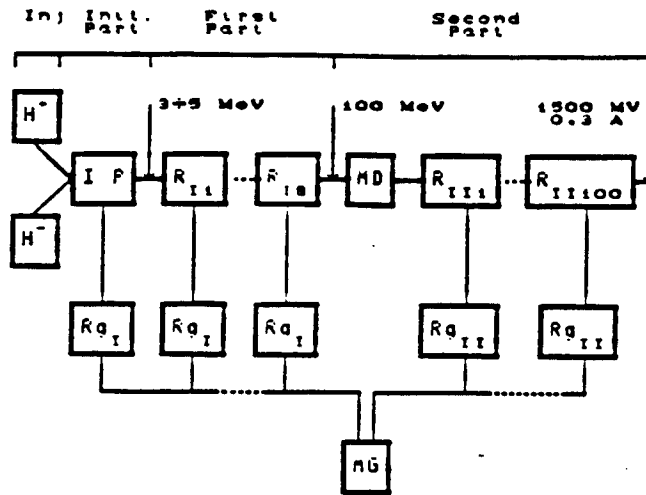 Inj Init. Part First Part Second Part
3÷5 MeV 100 MeV 1500 MV
0.3 A
H⁺
I P R I1 R I8 MD R II1 R II100
H⁻
Rg I Rg I Rg I Rg II Rg II
MG